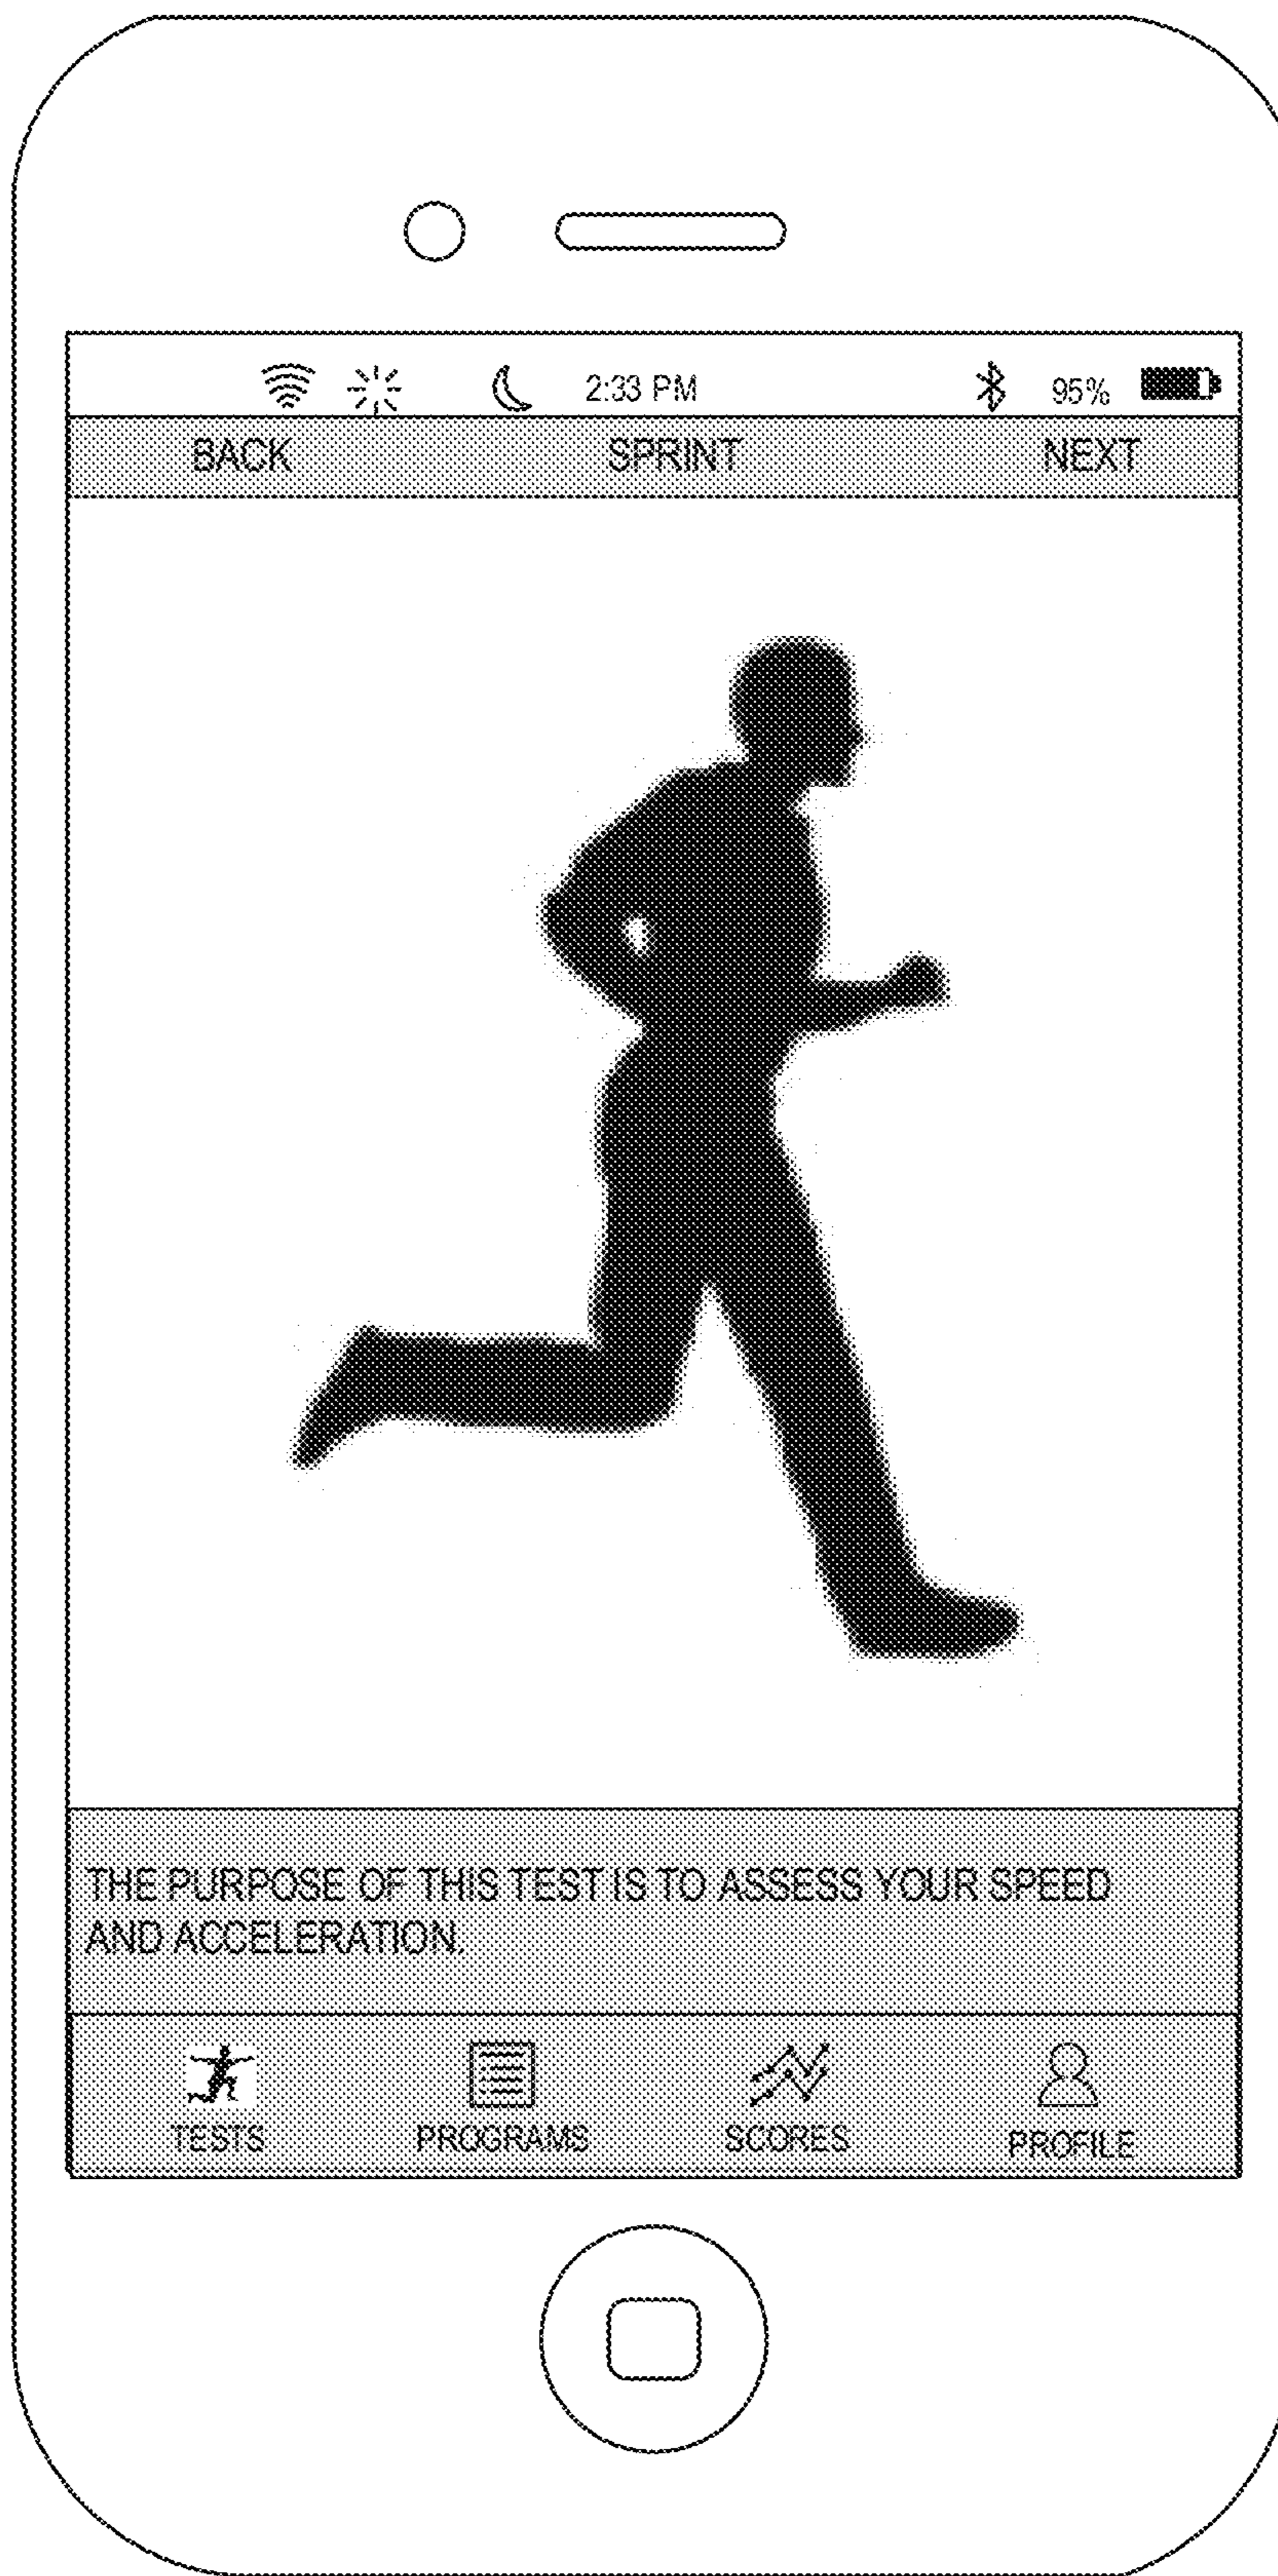 2:33 PM 95%
BACK SPRINT NEXT
THE PURPOSE OF THIS TEST IS TO ASSESS YOUR SPEED
AND ACCELERATION.
TESTS PROGRAMS SCORES PROFILE